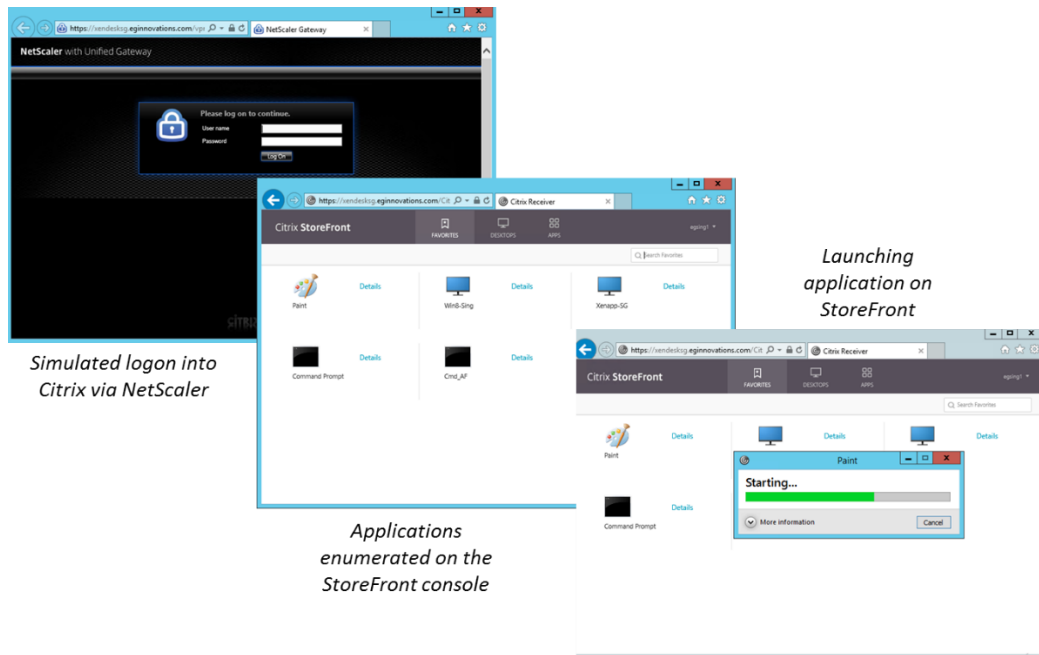 https://xendesksg.eginnovations.com/vpn
NetScaler Gateway
NetScaler with Unified Gateway
Please log on to continue.
User name
Password
Log On
Simulated logon into
Citrix via NetScaler
https://xendesksg.eginnovations.com/Cit
Citrix Receiver
Citrix StoreFront
FAVORITES
DESKTOPS
APPS
eging1
Search Favorites
Paint
Details
Win8-Sing
Details
Xenapp-SG
Details
Command Prompt
Details
Cmd_AF
Details
Applications
enumerated on the
StoreFront console
Launching
application on
StoreFront
https://xendesksg.eginnovations.com/Cit
Citrix Receiver
Citrix StoreFront
FAVORITES
DESKTOPS
APPS
eging1
Search Favorites
Paint
Details
Details
Details
Command Prompt
Details
Paint
Starting...
More information
Cancel